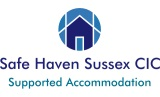 Safe Haven Sussex CIC
Supported Accommodation